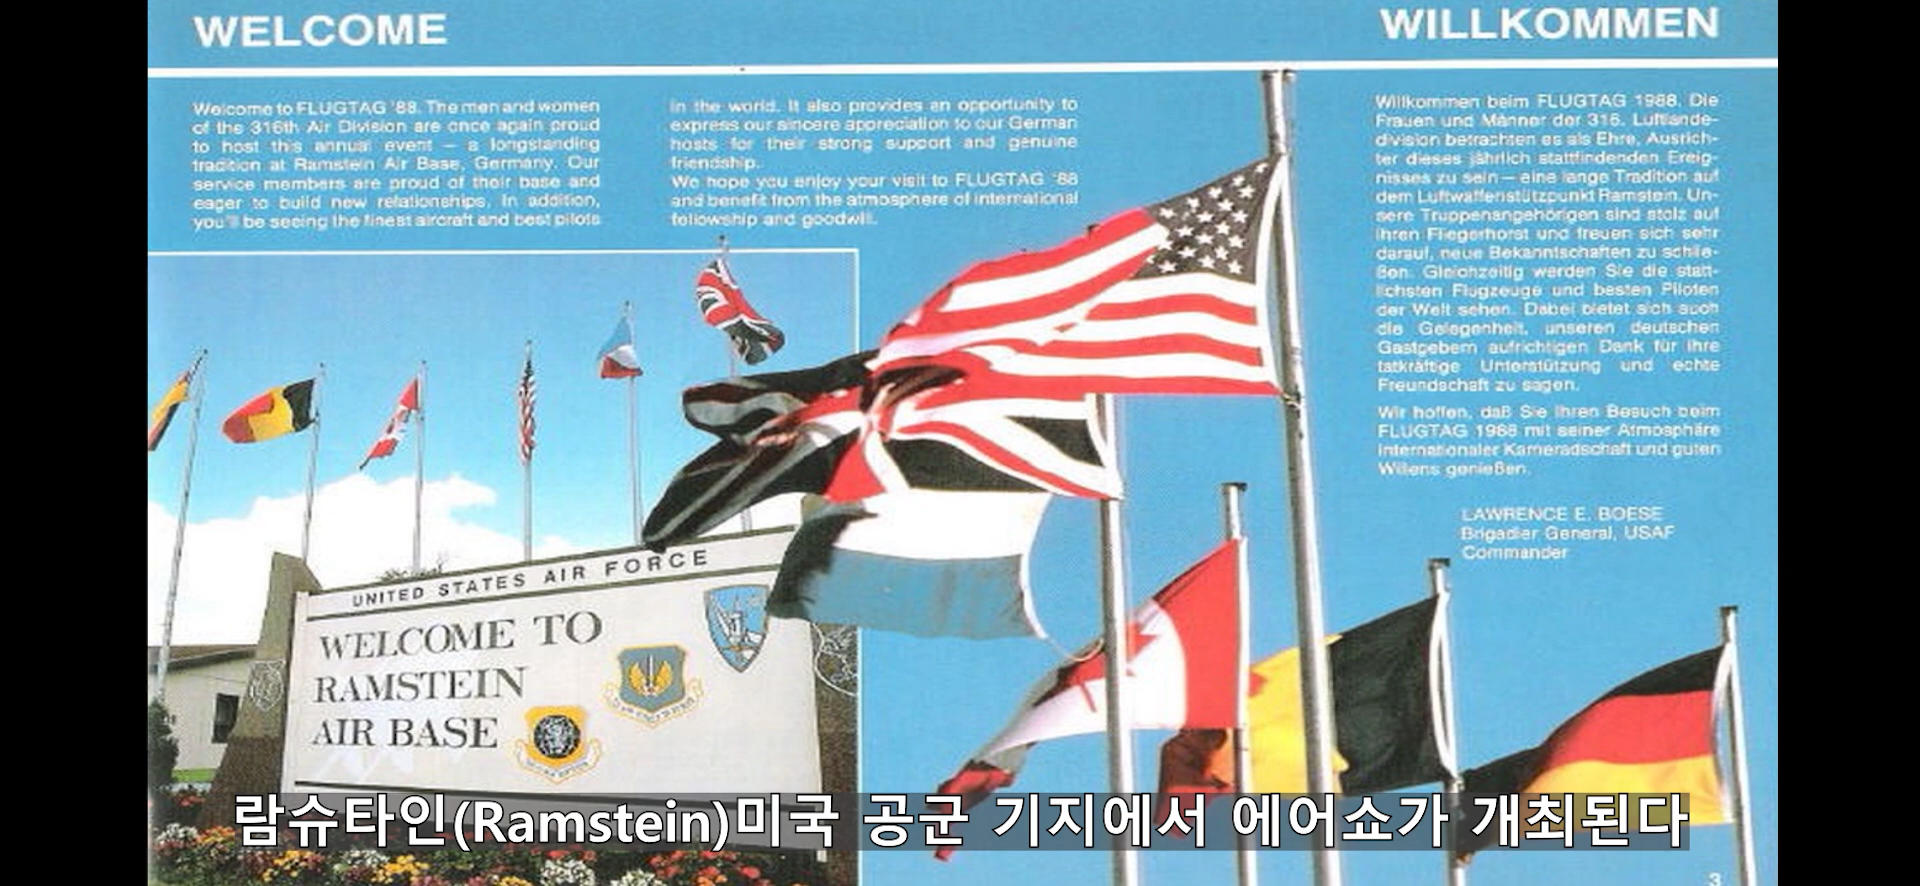 WELCOME
WILLKOMMEN
Welcome to FLUGTAG '88. The men and women
of the 316th Air Division are once again proud
to host this annual event – a longstanding
tradition at Ramstein Air Base, Germany. Our
service members are proud of their base and
eager to build new relationships. In addition,
you'll be seeing the finest aircraft and best pilots
in the world. It also provides an opportunity to
express our sincere appreciation to our German
hosts for their strong support and genuine
friendship.
We hope you enjoy your visit to FLUGTAG '88
and benefit from the atmosphere of international
fellowship and goodwill.
Willkommen beim FLUGTAG 1988. Die
Frauen und Männer der 316. Luftlande-
division betrachten es als Ehre, Ausrich-
ter dieses jährlich stattfindenden Ereig-
nisses zu sein – eine lange Tradition auf
dem Luftwaffenstützpunkt Ramstein. Un-
sere Truppenangehörigen sind stolz auf
ihren Fliegerhorst und freuen sich sehr
darauf, neue Bekanntschaften zu schlie-
ßen. Gleichzeitig werden Sie die statt-
lichsten Flugzeuge und besten Piloten
der Welt sehen. Dabei bietet sich auch
die Gelegenheit, unseren deutschen
Gastgebern aufrichtigen Dank für ihre
tatkräftige Unterstützung und echte
Freundschaft zu sagen.
Wir hoffen, daß Sie Ihren Besuch beim
FLUGTAG 1988 mit seiner Atmosphäre
internationaler Kameradschaft und guten
Willens genießen.
LAWRENCE E. BOESE
Brigadier General, USAF
Commander
UNITED STATES AIR FORCE
WELCOME TO
RAMSTEIN
AIR BASE
람슈타인(Ramstein)미국 공군 기지에서 에어쇼가 개최된다
3